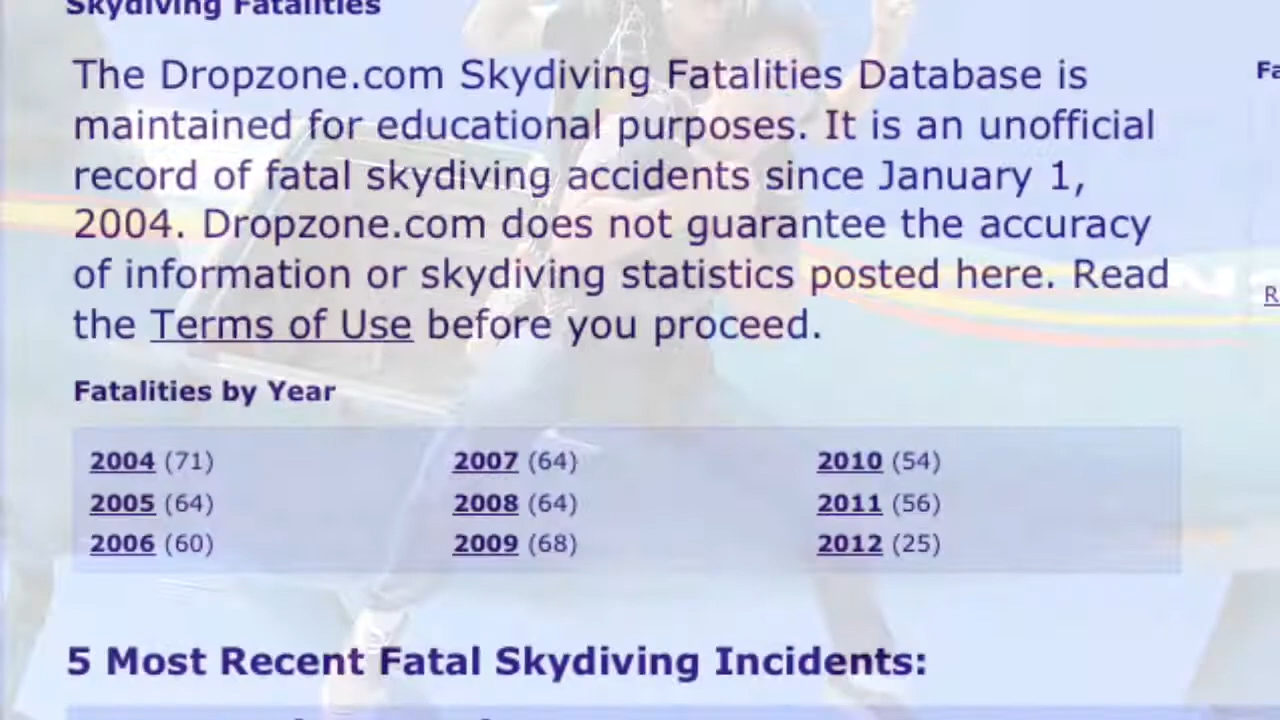 Skydiving Fatalities
The Dropzone.com Skydiving Fatalities Database is
maintained for educational purposes. It is an unofficial
record of fatal skydiving accidents since January 1,
2004. Dropzone.com does not guarantee the accuracy
of information or skydiving statistics posted here. Read
the Terms of Use before you proceed.
Fatalities by Year
2004 (71) 2007 (64) 2010 (54)
2005 (64) 2008 (64) 2011 (56)
2006 (60) 2009 (68) 2012 (25)
5 Most Recent Fatal Skydiving Incidents: